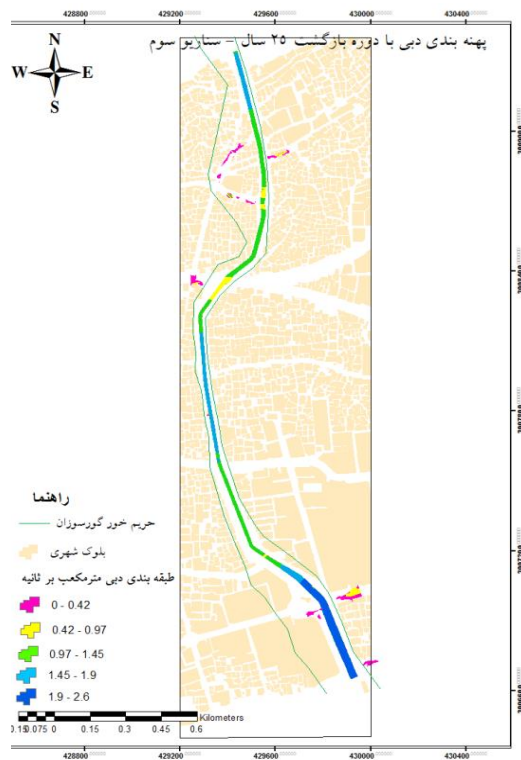 428800 429200 429600 430000 430400
پهنه بندی دبی با دوره بازگشت ۲۵ سال - سناریو سوم
N
W E
S
راهنما
حریم خور گورسوزان
بلوک شهری
طبقه بندی دبی مترمکعب بر ثانیه
0 - 0.42
0.42 - 0.97
0.97 - 1.45
1.45 - 1.9
1.9 - 2.6
Kilometers
0.15 0.075 0 0.15 0.3 0.45 0.6
428800 429200 429600 430000 430400